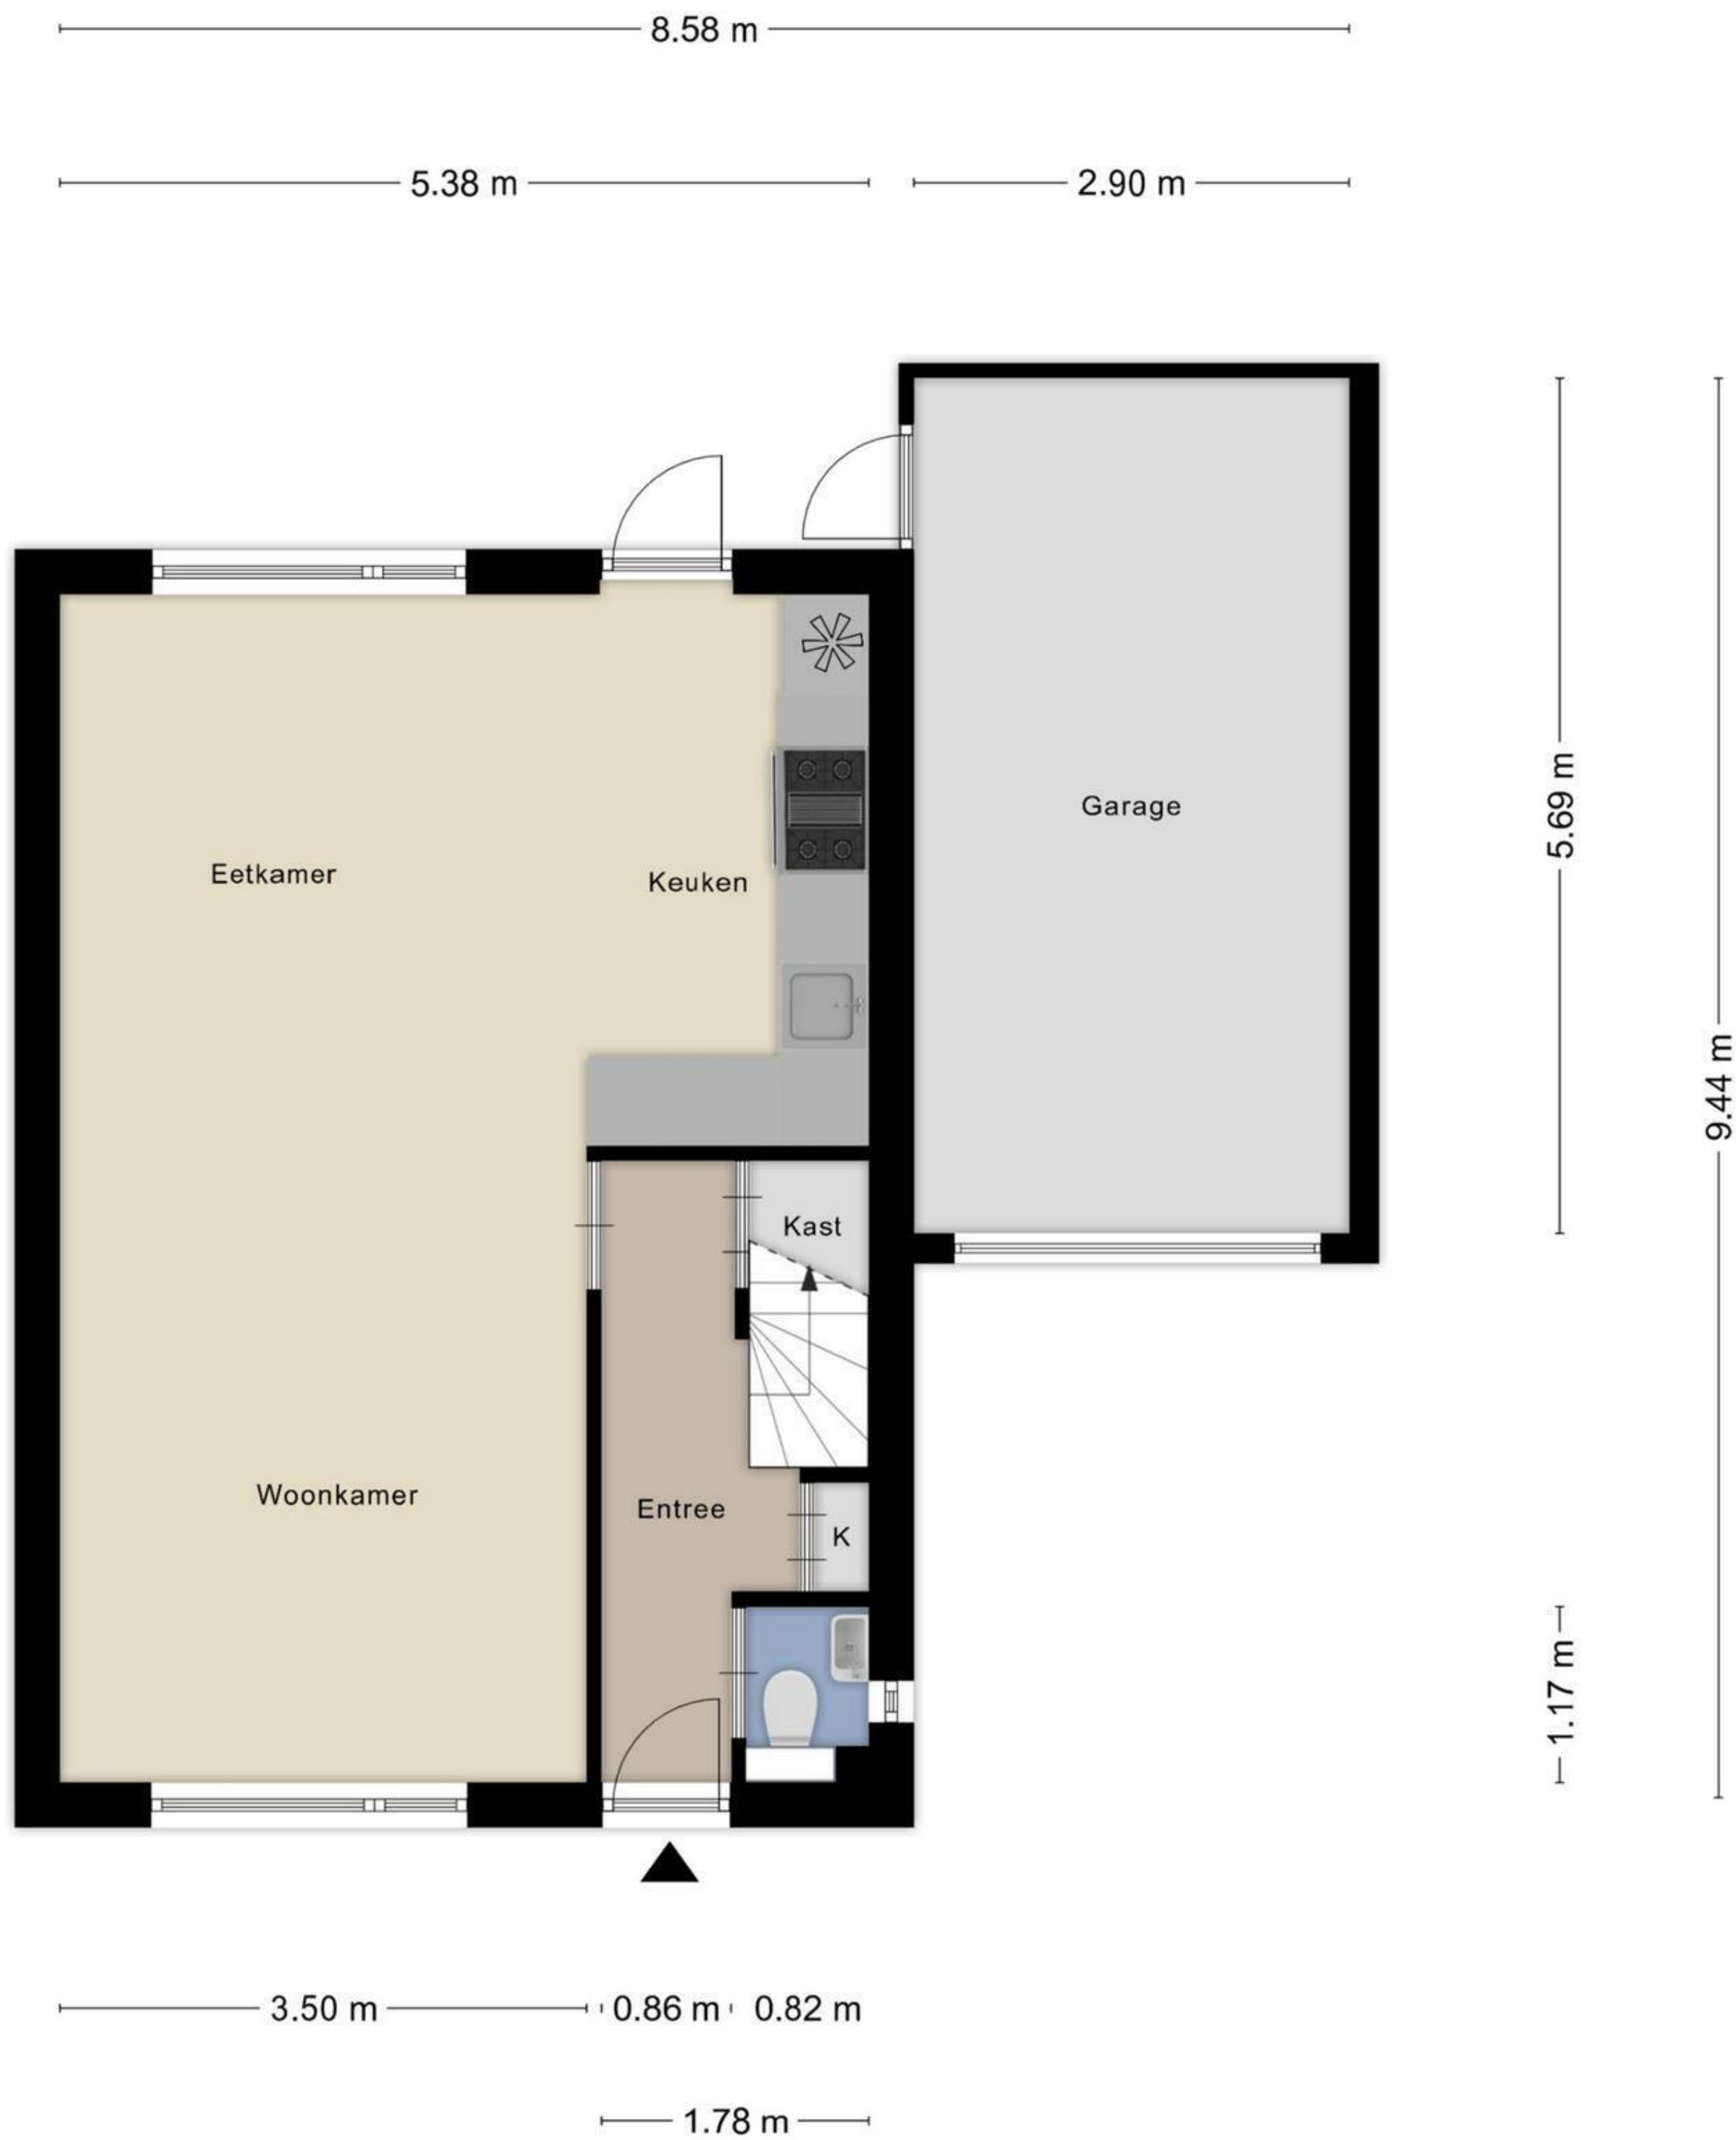 8.58 m
5.38 m
2.90 m
5.69 m
Garage
Eetkamer
Keuken
9.44 m
Kast
Woonkamer
Entree
K
1.17 m
3.50 m
0.86 m
0.82 m
1.78 m